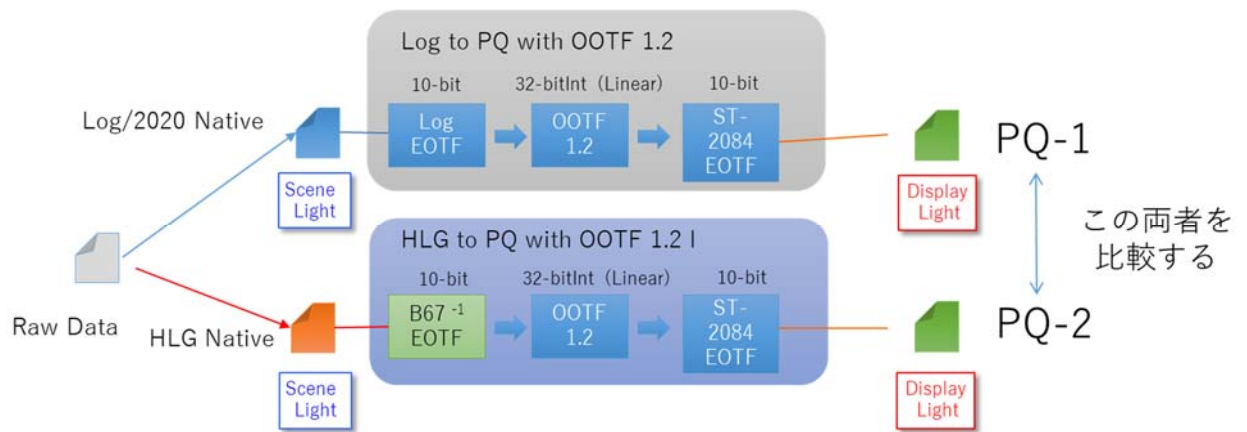 Log to PQ with OOTF 1.2
10-bit
32-bitInt (Linear)
10-bit
Log/2020 Native
Log
EOTF
OOTF
1.2
ST-
2084
EOTF
PQ-1
Scene
Light
Display
Light
この両者を
比較する
HLG to PQ with OOTF 1.2 I
10-bit
32-bitInt (Linear)
10-bit
Raw Data
HLG Native
B67 -1
EOTF
OOTF
1.2
ST-
2084
EOTF
PQ-2
Scene
Light
Display
Light